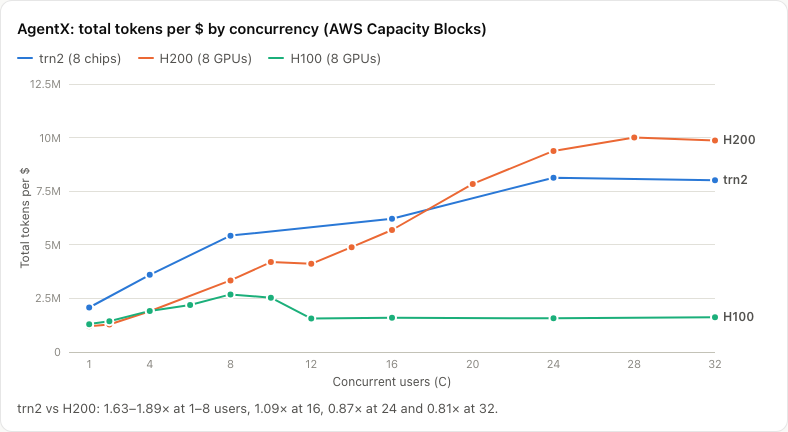 AgentX: total tokens per $ by concurrency (AWS Capacity Blocks)
trn2 (8 chips) H200 (8 GPUs) H100 (8 GPUs)
12.5M
10M
7.5M
5M
2.5M
0
Total tokens per $
H200
trn2
H100
1 4 8 12 16 20 24 28 32
Concurrent users (C)
trn2 vs H200: 1.63–1.89× at 1–8 users, 1.09× at 16, 0.87× at 24 and 0.81× at 32.